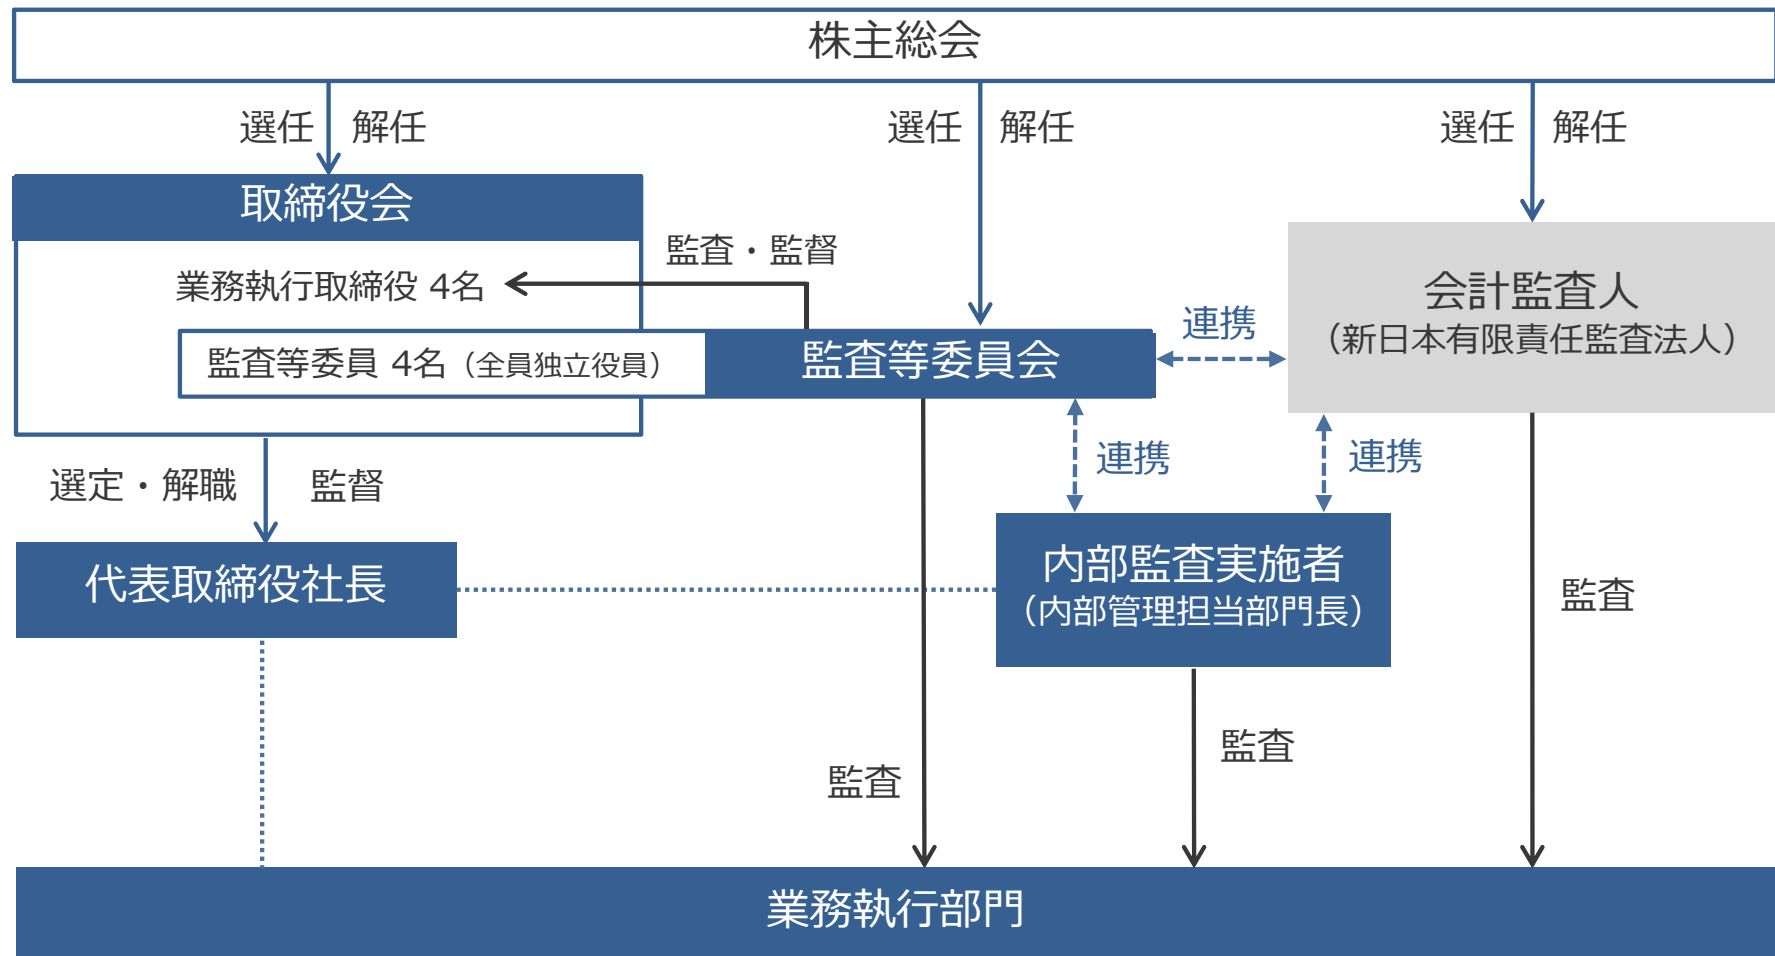 株主総会
選任 解任
選任 解任
選任 解任
取締役会
監査・監督
業務執行取締役 4名
会計監査人
（新日本有限責任監査法人）
連携
監査等委員 4名（全員独立役員）
監査等委員会
連携
連携
選定・解職 監督
代表取締役社長
内部監査実施者
（内部管理担当部門長）
監査
監査
監査
業務執行部門